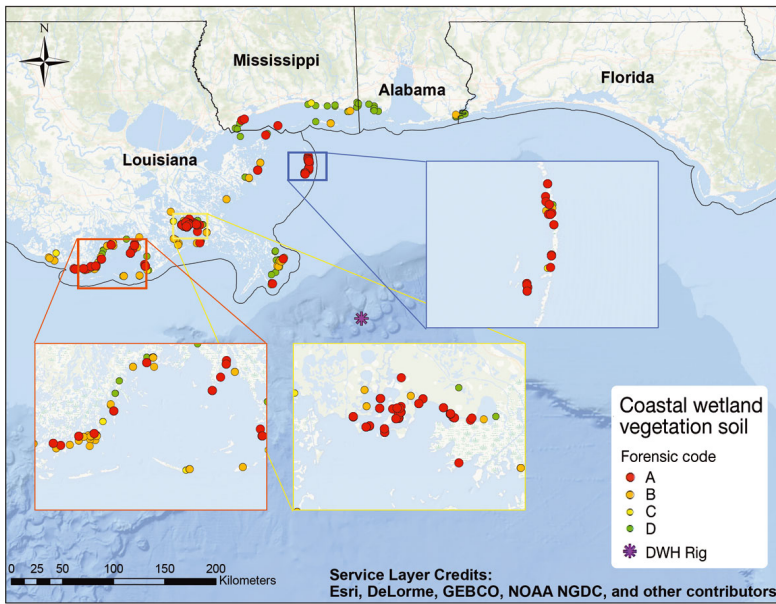 N
Mississippi
Alabama
Florida
Louisiana
Coastal wetland
vegetation soil
Forensic code
A
B
C
D
DWH Rig
0 25 50 100 150 200
Kilometers
Service Layer Credits:
Esri, DeLorme, GEBCO, NOAA NGDC, and other contributors